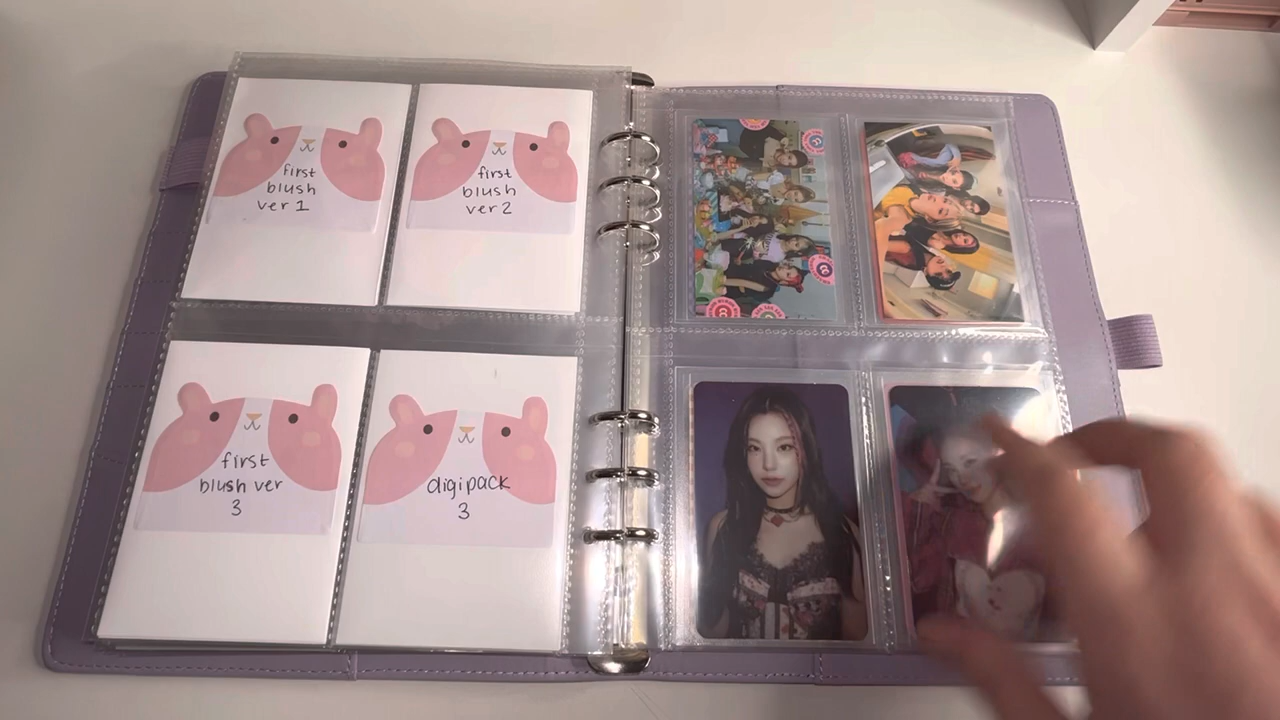 first
blush
ver 1
first
blush
ver 2
first
blush ver
3
digipack
3